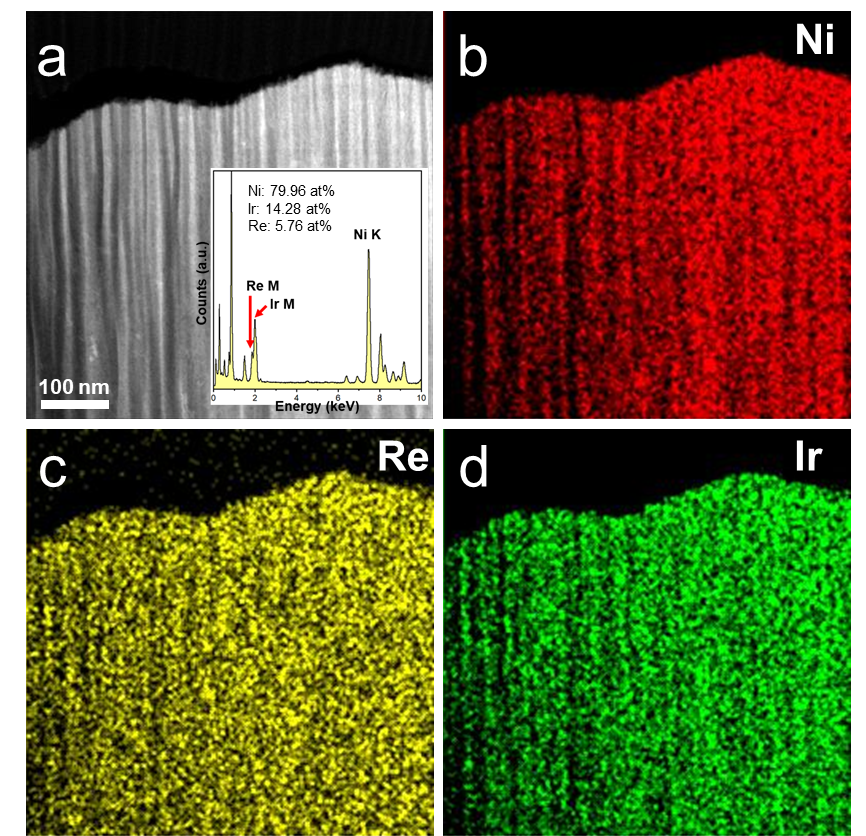 a
Ni: 79.96 at%
Ir: 14.28 at%
Re: 5.76 at%
Ni K
Re M
Ir M
Counts (a.u.)
0 2 4 6 8 10
Energy (keV)
100 nm
b
Ni
c
Re
d
Ir